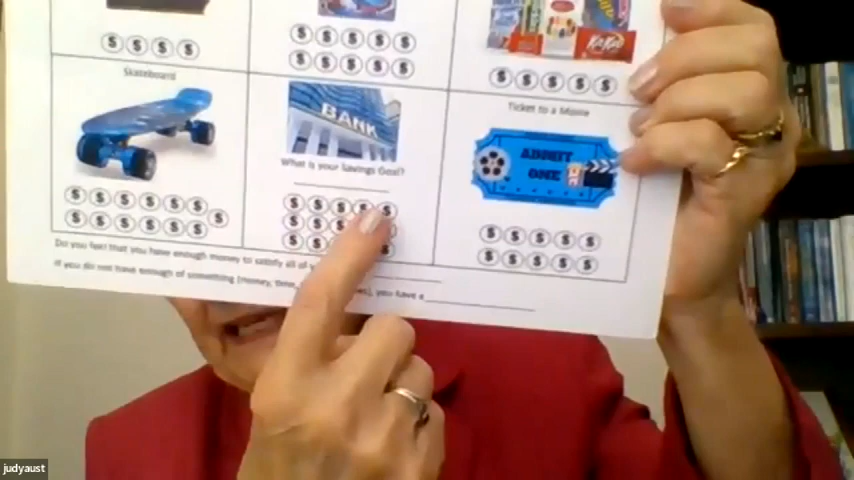 KitKat
$ $ $ $
$ $ $ $ $
$ $ $ $ $
$ $ $ $ $
Skateboard
BANK
Ticket to a Movie
ADMIT
ONE
What is your Savings Goal?
$ $ $ $ $ $
$ $ $ $ $ $ $
$ $ $ $ $
$ $ $
$ $ $
$ $ $ $ $
$ $ $ $ $
Do you feel that you have enough money to satisfy all of
If you do not have enough of something (money, time, you have a
judyaust